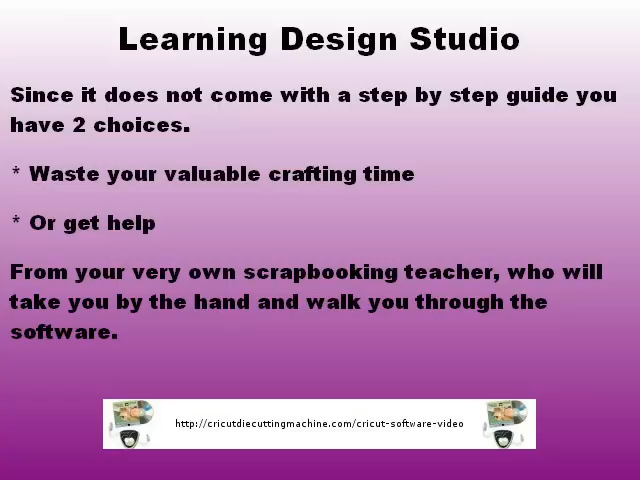 Learning Design Studio
Since it does not come with a step by step guide you
have 2 choices.
* Waste your valuable crafting time
* Or get help
From your very own scrapbooking teacher, who will
take you by the hand and walk you through the
software.
http://cricutdiecuttingmachine.com/cricut-software-video